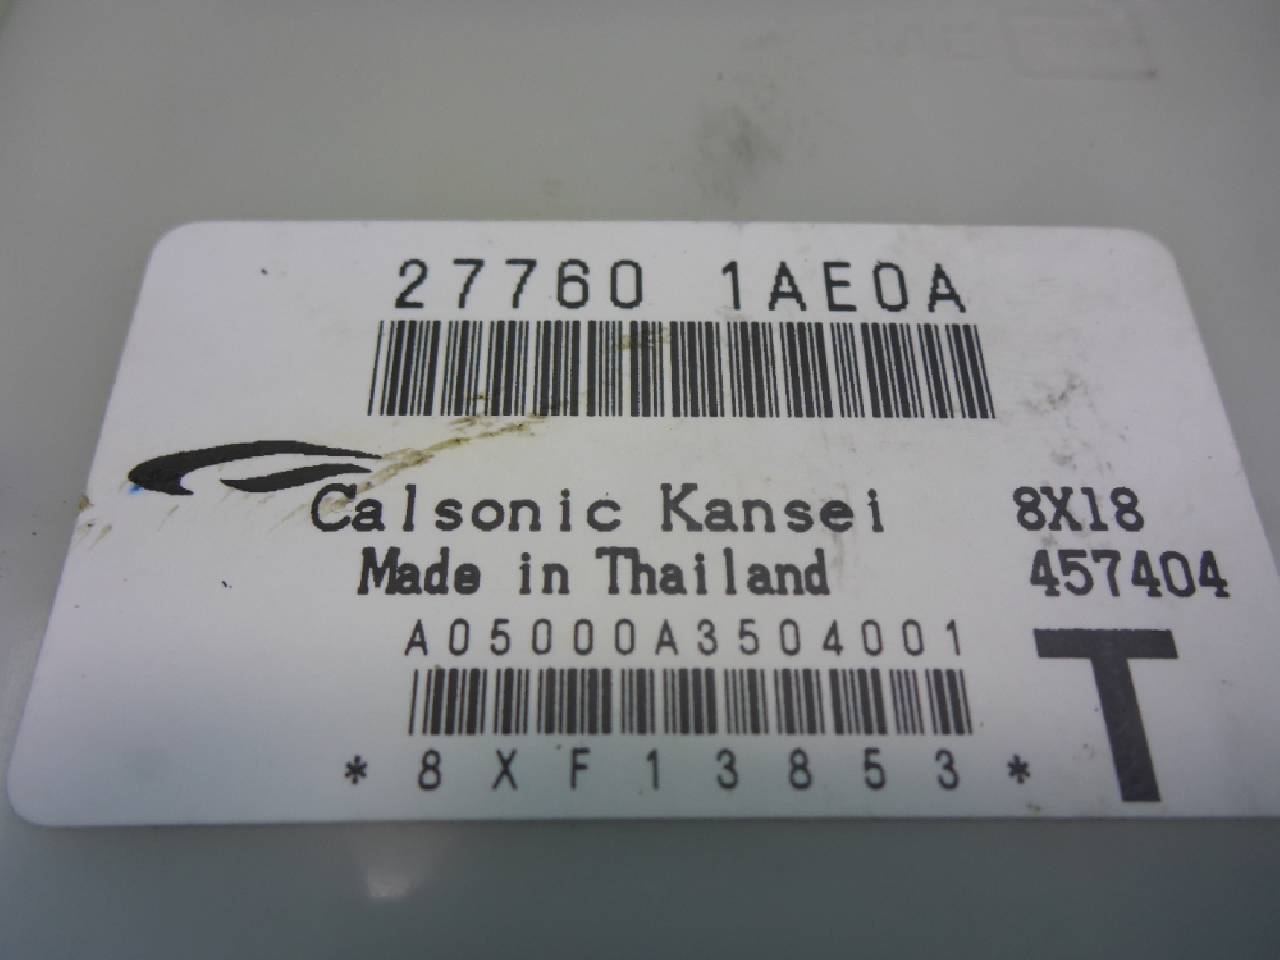 27760 1AE0A
Calsonic Kansei 8X18
Made in Thailand 457404
A05000A3504001
T
*8XF13853*